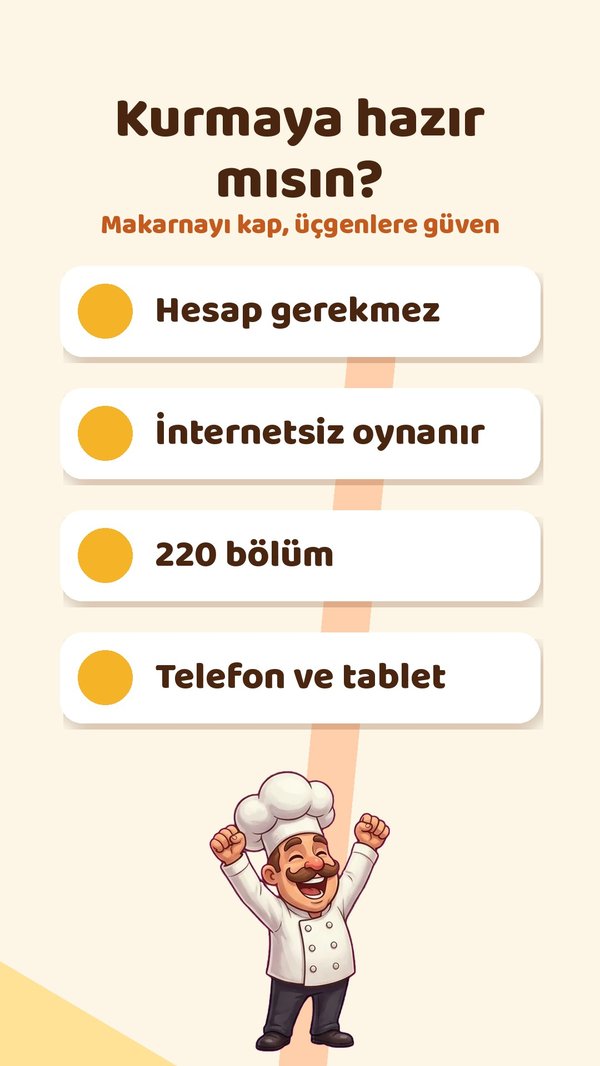 Kurmaya hazır
mısın?
Makarnayı kap, üçgenlere güven
Hesap gerekmez
İnternetsiz oynanır
220 bölüm
Telefon ve tablet